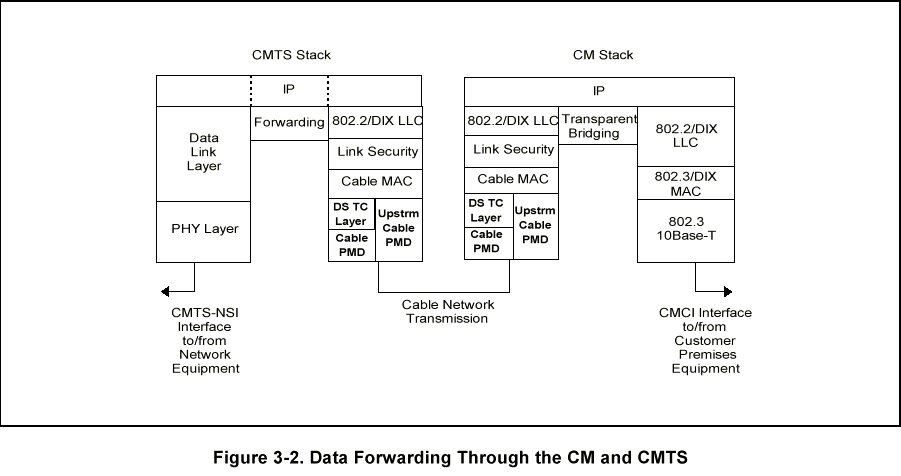 CMTS Stack
CM Stack
IP
Forwarding
802.2/DIX LLC
Data
Link
Layer
Link Security
Cable MAC
PHY Layer
DS TC
Layer
Cable
PMD
Upstrm
Cable
PMD
IP
802.2/DIX LLC
Transparent
Bridging
802.2/DIX
LLC
Link Security
Cable MAC
802.3/DIX
MAC
DS TC
Layer
Cable
PMD
Upstrm
Cable
PMD
802.3
10Base-T
CMTS-NSI
Interface
to/from
Network
Equipment
Cable Network
Transmission
CMCI Interface
to/from
Customer
Premises
Equipment
Figure 3-2. Data Forwarding Through the CM and CMTS